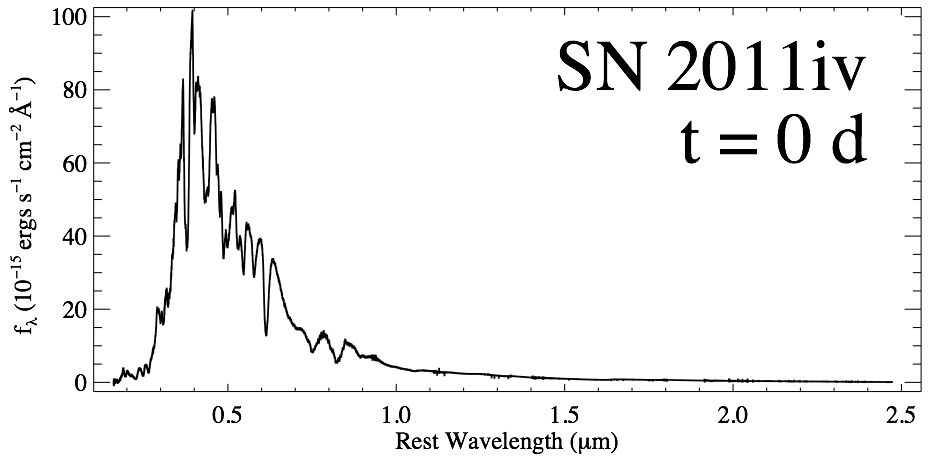 SN 2011iv
t = 0 d
100
80
60
40
20
0
f_λ (10⁻¹⁵ ergs s⁻¹ cm⁻² Å⁻¹)
0.5 1.0 1.5 2.0 2.5
Rest Wavelength (μm)